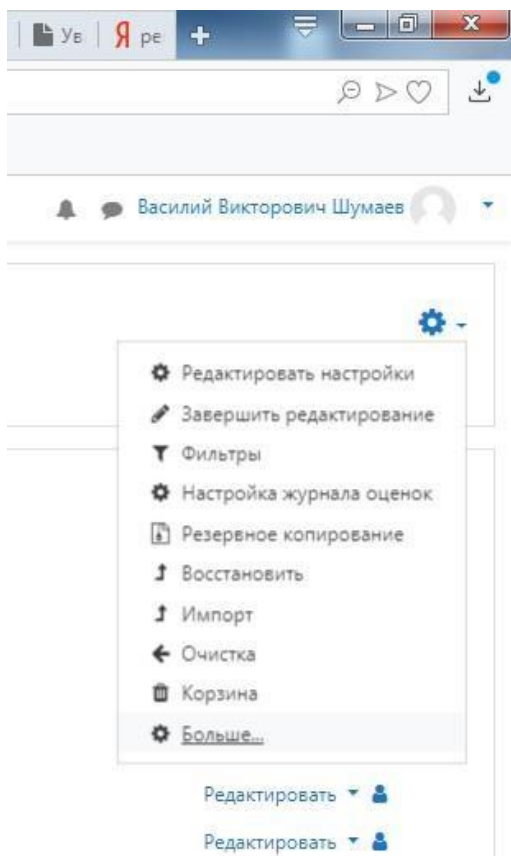 Ув Я ре
Василий Викторович Шумаев
Редактировать настройки
Завершить редактирование
Фильтры
Настройка журнала оценок
Резервное копирование
Восстановить
Импорт
Очистка
Корзина
Больше...
Редактировать
Редактировать